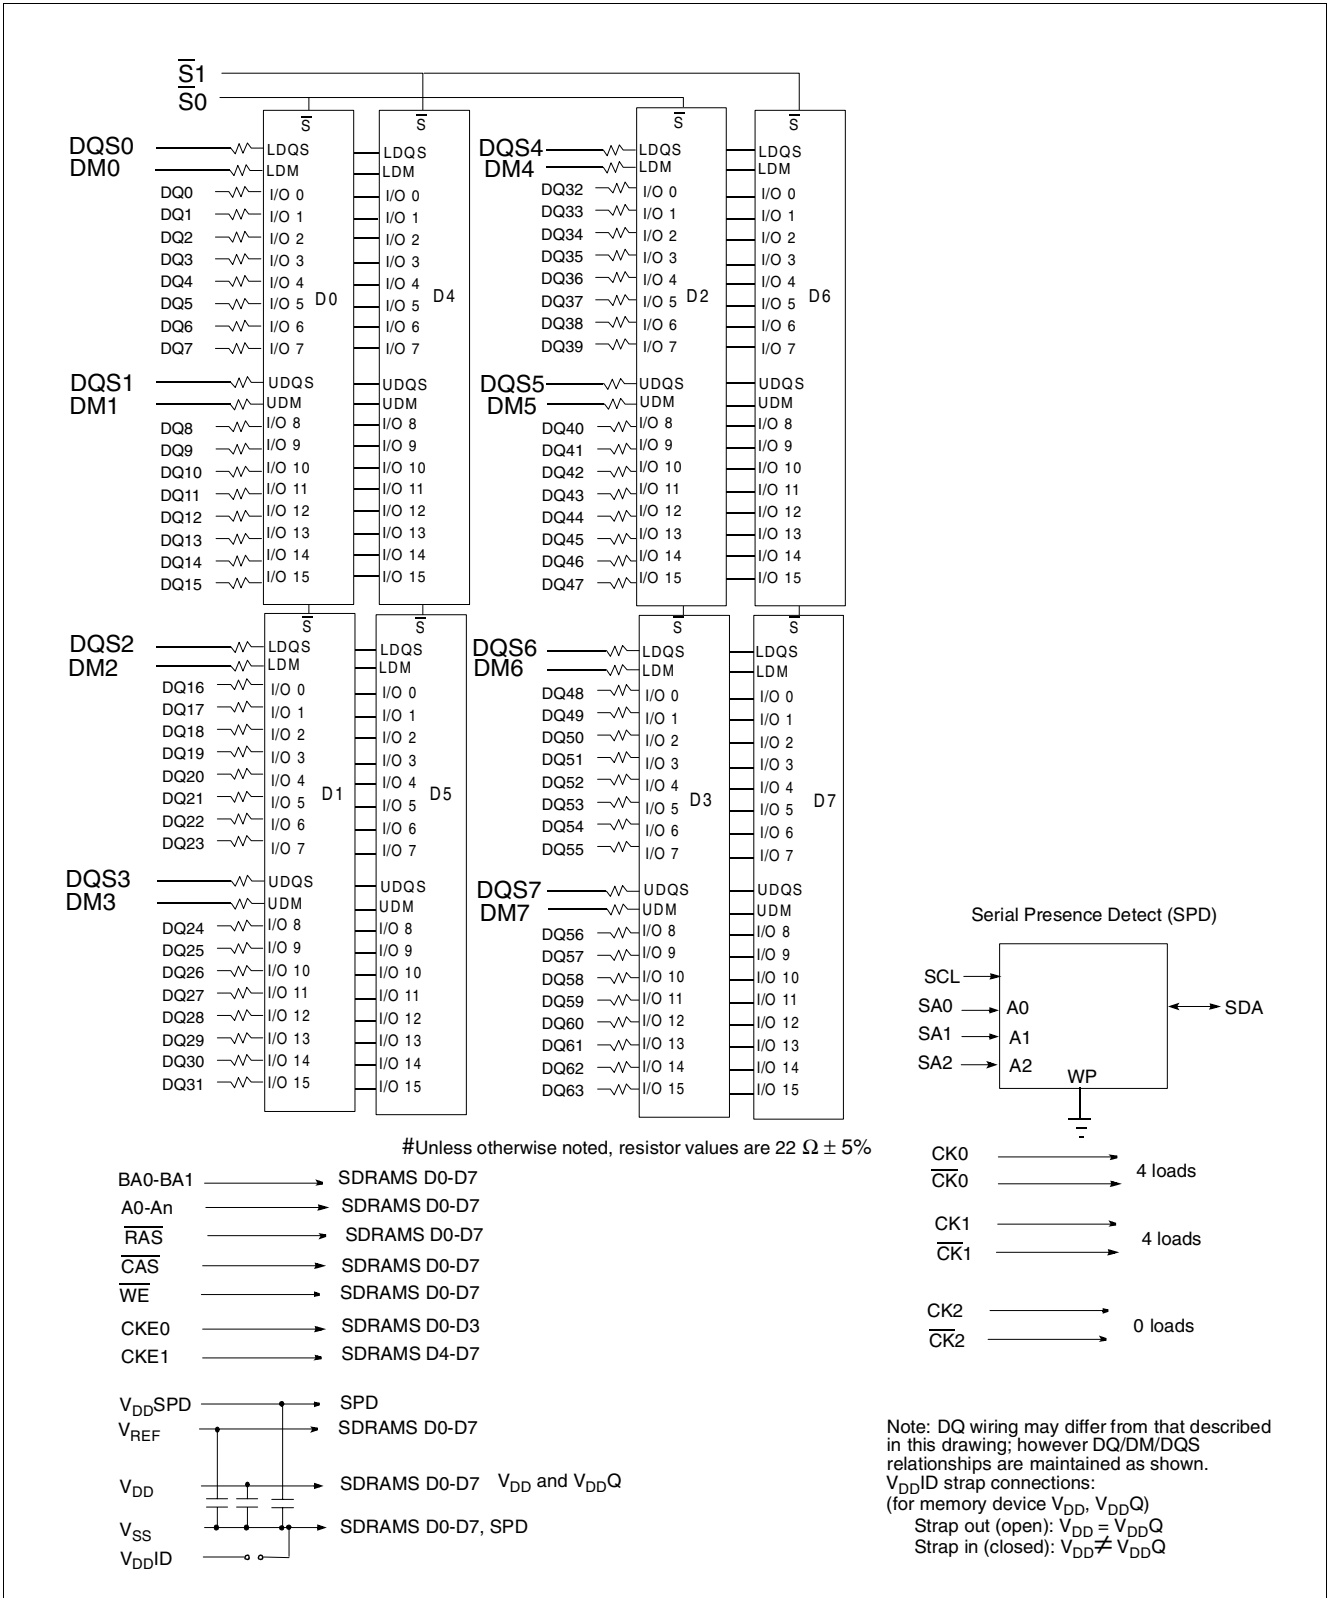 S̅1
S̅0
S̅ S̅ S̅
DQS0 LDQS LDQS DQS4 LDQS LDQS
DM0 LDM LDM DM4 LDM LDM
DQ0 I/O 0 I/O 0 DQ32 I/O 0 I/O 0
DQ1 I/O 1 I/O 1 DQ33 I/O 1 I/O 1
DQ2 I/O 2 I/O 2 DQ34 I/O 2 I/O 2
DQ3 I/O 3 I/O 3 DQ35 I/O 3 I/O 3
DQ4 I/O 4 I/O 4 DQ36 I/O 4 I/O 4
D0 D4 D2 D6
DQ5 I/O 5 I/O 5 DQ37 I/O 5 I/O 5
DQ6 I/O 6 I/O 6 DQ38 I/O 6 I/O 6
DQ7 I/O 7 I/O 7 DQ39 I/O 7 I/O 7
DQS1 UDQS UDQS DQS5 UDQS UDQS
DM1 UDM UDM DM5 UDM UDM
DQ8 I/O 8 I/O 8 DQ40 I/O 8 I/O 8
DQ9 I/O 9 I/O 9 DQ41 I/O 9 I/O 9
DQ10 I/O 10 I/O 10 DQ42 I/O 10 I/O 10
DQ11 I/O 11 I/O 11 DQ43 I/O 11 I/O 11
DQ12 I/O 12 I/O 12 DQ44 I/O 12 I/O 12
DQ13 I/O 13 I/O 13 DQ45 I/O 13 I/O 13
DQ14 I/O 14 I/O 14 DQ46 I/O 14 I/O 14
DQ15 I/O 15 I/O 15 DQ47 I/O 15 I/O 15
S̅ S̅ S̅ S̅
DQS2 LDQS LDQS DQS6 LDQS LDQS
DM2 LDM LDM DM6 LDM LDM
DQ16 I/O 0 I/O 0 DQ48 I/O 0 I/O 0
DQ17 I/O 1 I/O 1 DQ49 I/O 1 I/O 1
DQ18 I/O 2 I/O 2 DQ50 I/O 2 I/O 2
DQ19 I/O 3 I/O 3 DQ51 I/O 3 I/O 3
DQ20 I/O 4 I/O 4 DQ52 I/O 4 I/O 4
D1 D5 D3 D7
DQ21 I/O 5 I/O 5 DQ53 I/O 5 I/O 5
DQ22 I/O 6 I/O 6 DQ54 I/O 6 I/O 6
DQ23 I/O 7 I/O 7 DQ55 I/O 7 I/O 7
DQS3 UDQS UDQS DQS7 UDQS UDQS
DM3 UDM UDM DM7 UDM UDM
DQ24 I/O 8 I/O 8 DQ56 I/O 8 I/O 8
DQ25 I/O 9 I/O 9 DQ57 I/O 9 I/O 9
DQ26 I/O 10 I/O 10 DQ58 I/O 10 I/O 10
DQ27 I/O 11 I/O 11 DQ59 I/O 11 I/O 11
DQ28 I/O 12 I/O 12 DQ60 I/O 12 I/O 12
DQ29 I/O 13 I/O 13 DQ61 I/O 13 I/O 13
DQ30 I/O 14 I/O 14 DQ62 I/O 14 I/O 14
DQ31 I/O 15 I/O 15 DQ63 I/O 15 I/O 15
Serial Presence Detect (SPD)
SCL
SA0 A0 SDA
SA1 A1
SA2 A2
WP
#Unless otherwise noted, resistor values are 22 Ω ± 5%
BA0-BA1 SDRAMS D0-D7
A0-An SDRAMS D0-D7
R̅A̅S̅ SDRAMS D0-D7
C̅A̅S̅ SDRAMS D0-D7
W̅E̅ SDRAMS D0-D7
CKE0 SDRAMS D0-D3
CKE1 SDRAMS D4-D7
CK0
4 loads
C̅K̅0
CK1
4 loads
C̅K̅1
CK2
0 loads
C̅K̅2
VDDSPD SPD
VREF SDRAMS D0-D7
VDD SDRAMS D0-D7 VDD and VDDQ
VSS SDRAMS D0-D7, SPD
VDDID
Note: DQ wiring may differ from that described
in this drawing; however DQ/DM/DQS
relationships are maintained as shown.
VDDID strap connections:
(for memory device VDD, VDDQ)
Strap out (open): VDD = VDDQ
Strap in (closed): VDD ≠ VDDQ